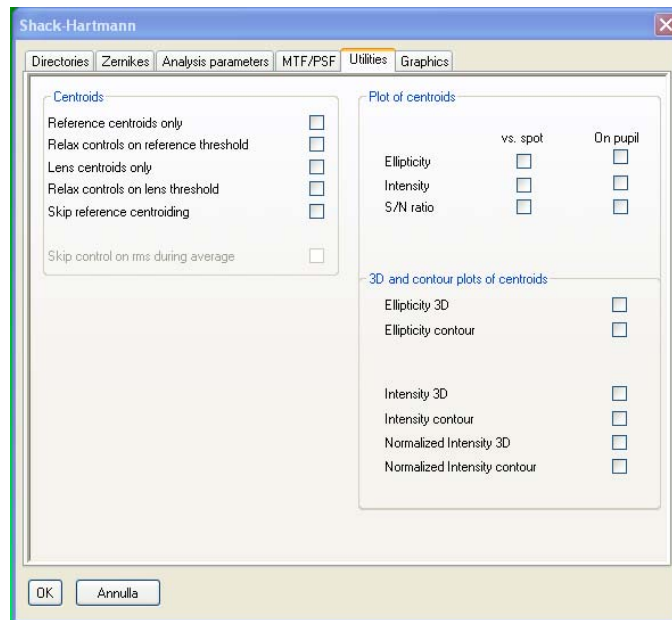 Shack-Hartmann
Directories Zernikes Analysis parameters MTF/PSF Utilities Graphics
Centroids
Reference centroids only
Relax controls on reference threshold
Lens centroids only
Relax controls on lens threshold
Skip reference centroiding
Skip control on rms during average
Plot of centroids
vs. spot On pupil
Ellipticity
Intensity
S/N ratio
3D and contour plots of centroids
Ellipticity 3D
Ellipticity contour
Intensity 3D
Intensity contour
Normalized Intensity 3D
Normalized Intensity contour
OK Annulla